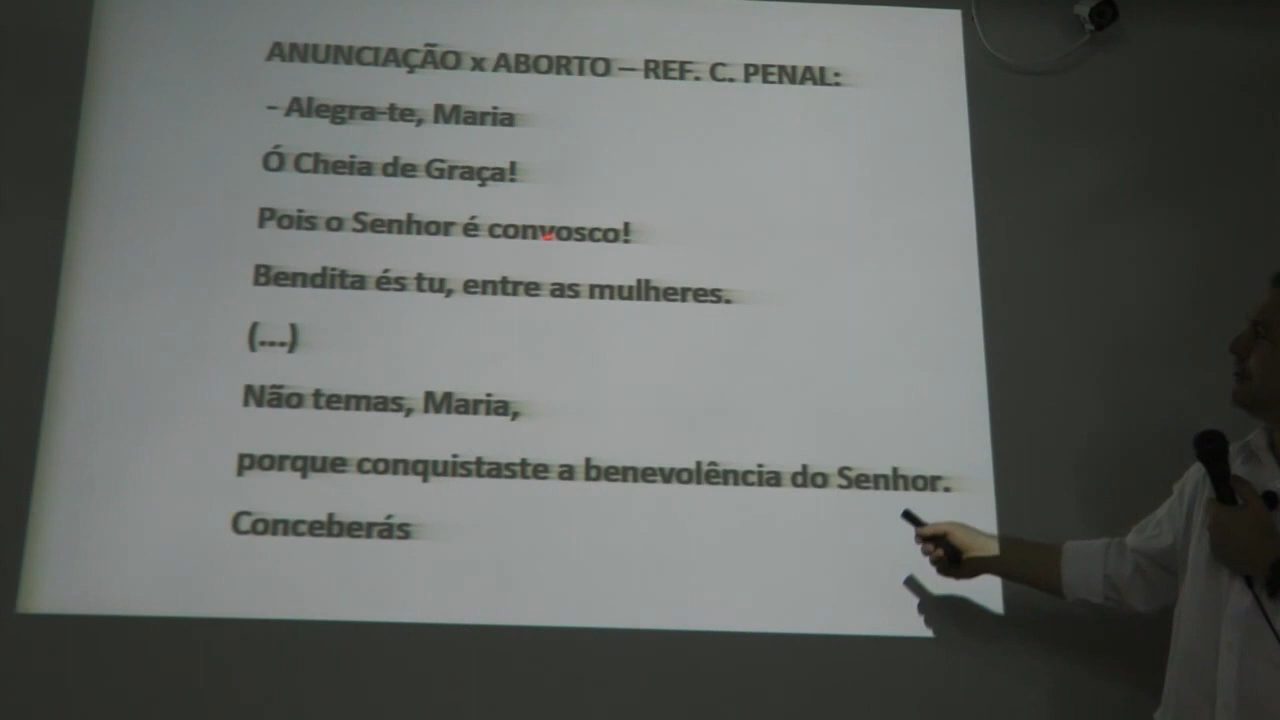 ANUNCIAÇÃO x ABORTO – REF. C. PENAL:
- Alegra-te, Maria
Ó Cheia de Graça!
Pois o Senhor é convosco!
Bendita és tu, entre as mulheres.
(...)
Não temas, Maria,
porque conquistaste a benevolência do Senhor.
Conceberás